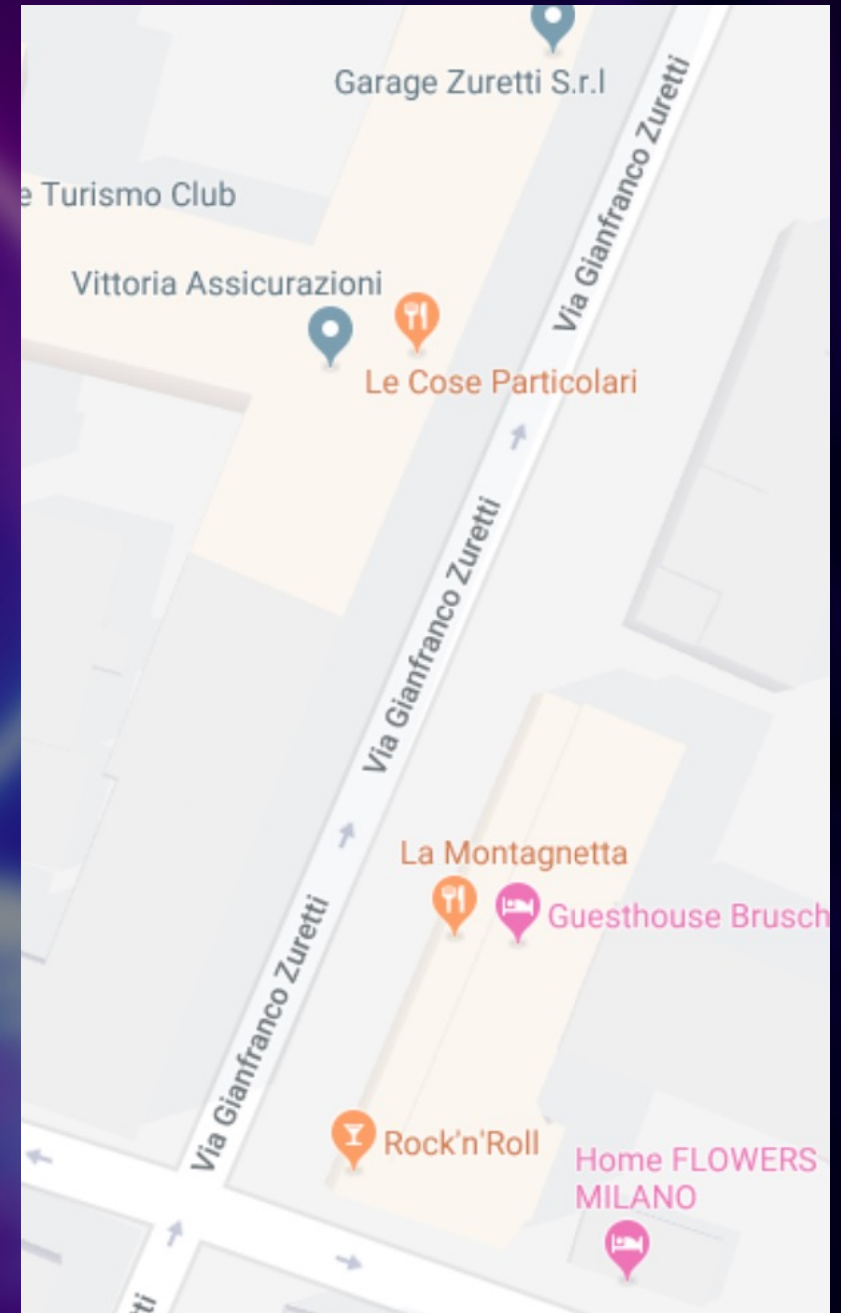 Garage Zuretti S.r.l
Via Gianfranco Zuretti
e Turismo Club
Vittoria Assicurazioni
Le Cose Particolari
Via Gianfranco Zuretti
La Montagnetta
Guesthouse Brusch
Via Gianfranco Zuretti
Rock'n'Roll
Home FLOWERS
MILANO
ti